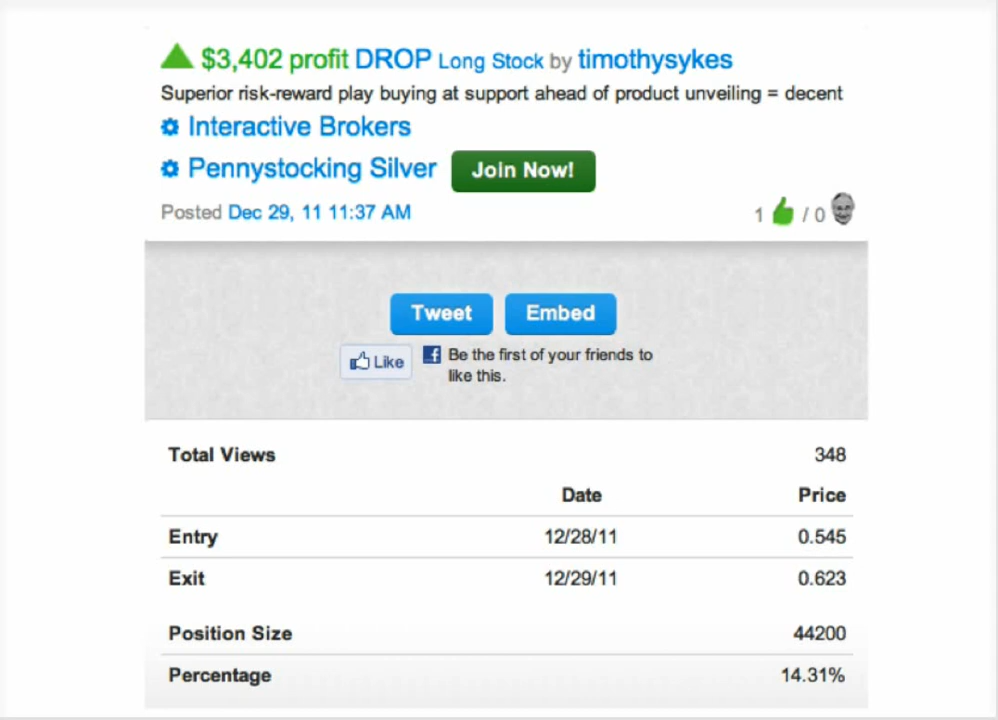 $3,402 profit DROP Long Stock by timothysykes
Superior risk-reward play buying at support ahead of product unveiling = decent
Interactive Brokers
Pennystocking Silver Join Now!
Posted Dec 29, 11 11:37 AM 1 / 0
Tweet Embed
Like Be the first of your friends to
like this.
Total Views 348
Date Price
Entry 12/28/11 0.545
Exit 12/29/11 0.623
Position Size 44200
Percentage 14.31%